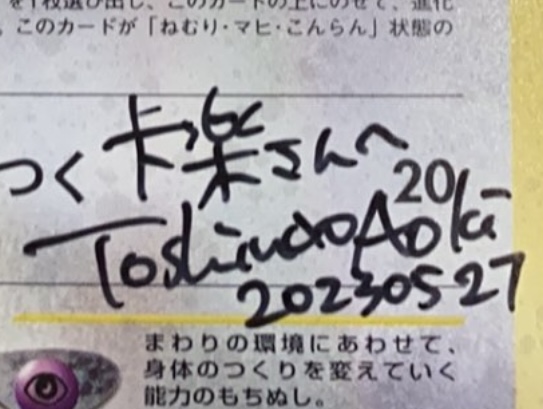 を1枚選び出し、このカードの上にのせて、進化
。このカードが「ねむり・マヒ・こんらん」状態の
つく
卡楽さんへ
20
Toshinao Aoki
20230527
まわりの環境にあわせて、
身体のつくりを変えていく
能力のもちぬし。